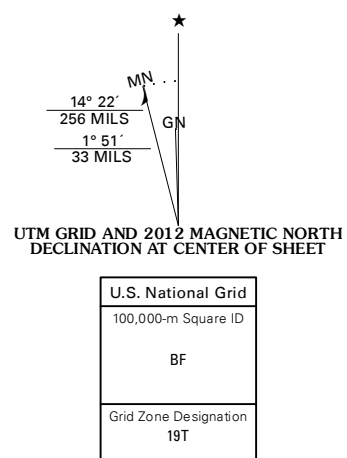 ★
MN
14° 22´
256 MILS
GN
1° 51´
33 MILS
UTM GRID AND 2012 MAGNETIC NORTH
DECLINATION AT CENTER OF SHEET
U.S. National Grid
100,000-m Square ID
BF
Grid Zone Designation
19T